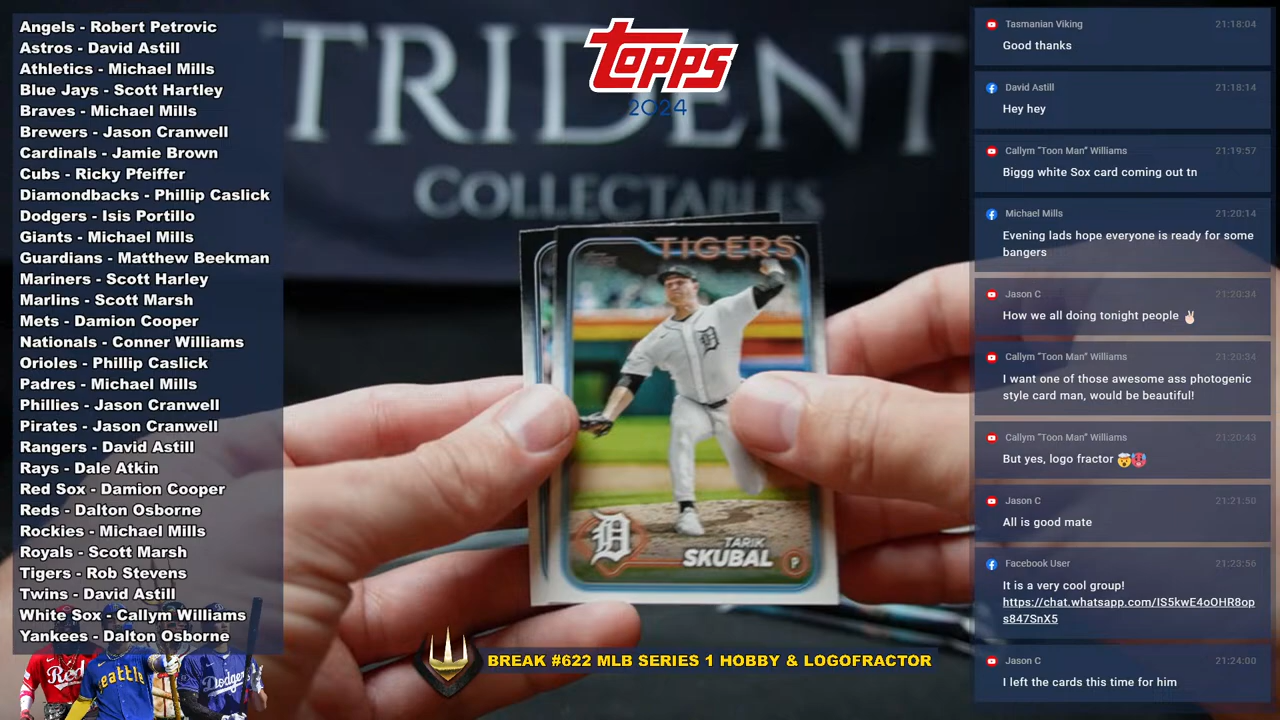 Angels - Robert Petrovic
Astros - David Astill
Athletics - Michael Mills
Blue Jays - Scott Hartley
Braves - Michael Mills
Brewers - Jason Cranwell
Cardinals - Jamie Brown
Cubs - Ricky Pfeiffer
Diamondbacks - Phillip Caslick
Dodgers - Isis Portillo
Giants - Michael Mills
Guardians - Matthew Beekman
Mariners - Scott Harley
Marlins - Scott Marsh
Mets - Damion Cooper
Nationals - Conner Williams
Orioles - Phillip Caslick
Padres - Michael Mills
Phillies - Jason Cranwell
Pirates - Jason Cranwell
Rangers - David Astill
Rays - Dale Atkin
Red Sox - Damion Cooper
Reds - Dalton Osborne
Rockies - Michael Mills
Royals - Scott Marsh
Tigers - Rob Stevens
Twins - David Astill
White Sox - Callym Williams
Yankees - Dalton Osborne
Red
Seattle
Dodgers
TRIDENT
COLLECTABLES
Topps
2024
TIGERS
D
TARIK
SKUBAL
P
BREAK #622 MLB SERIES 1 HOBBY & LOGOFRACTOR
Tasmanian Viking 21:18:04
Good thanks
David Astill 21:18:14
Hey hey
Callym "Toon Man" Williams 21:19:57
Biggg white Sox card coming out tn
Michael Mills 21:20:14
Evening lads hope everyone is ready for some
bangers
Jason C 21:20:34
How we all doing tonight people ✌🏻
Callym "Toon Man" Williams 21:20:34
I want one of those awesome ass photogenic
style card man, would be beautiful!
Callym "Toon Man" Williams 21:20:43
But yes, logo fractor 🤯🥵
Jason C 21:21:50
All is good mate
Facebook User 21:23:56
It is a very cool group!
https://chat.whatsapp.com/IS5kwE4oOHR8op
s847SnX5
Jason C 21:24:00
I left the cards this time for him